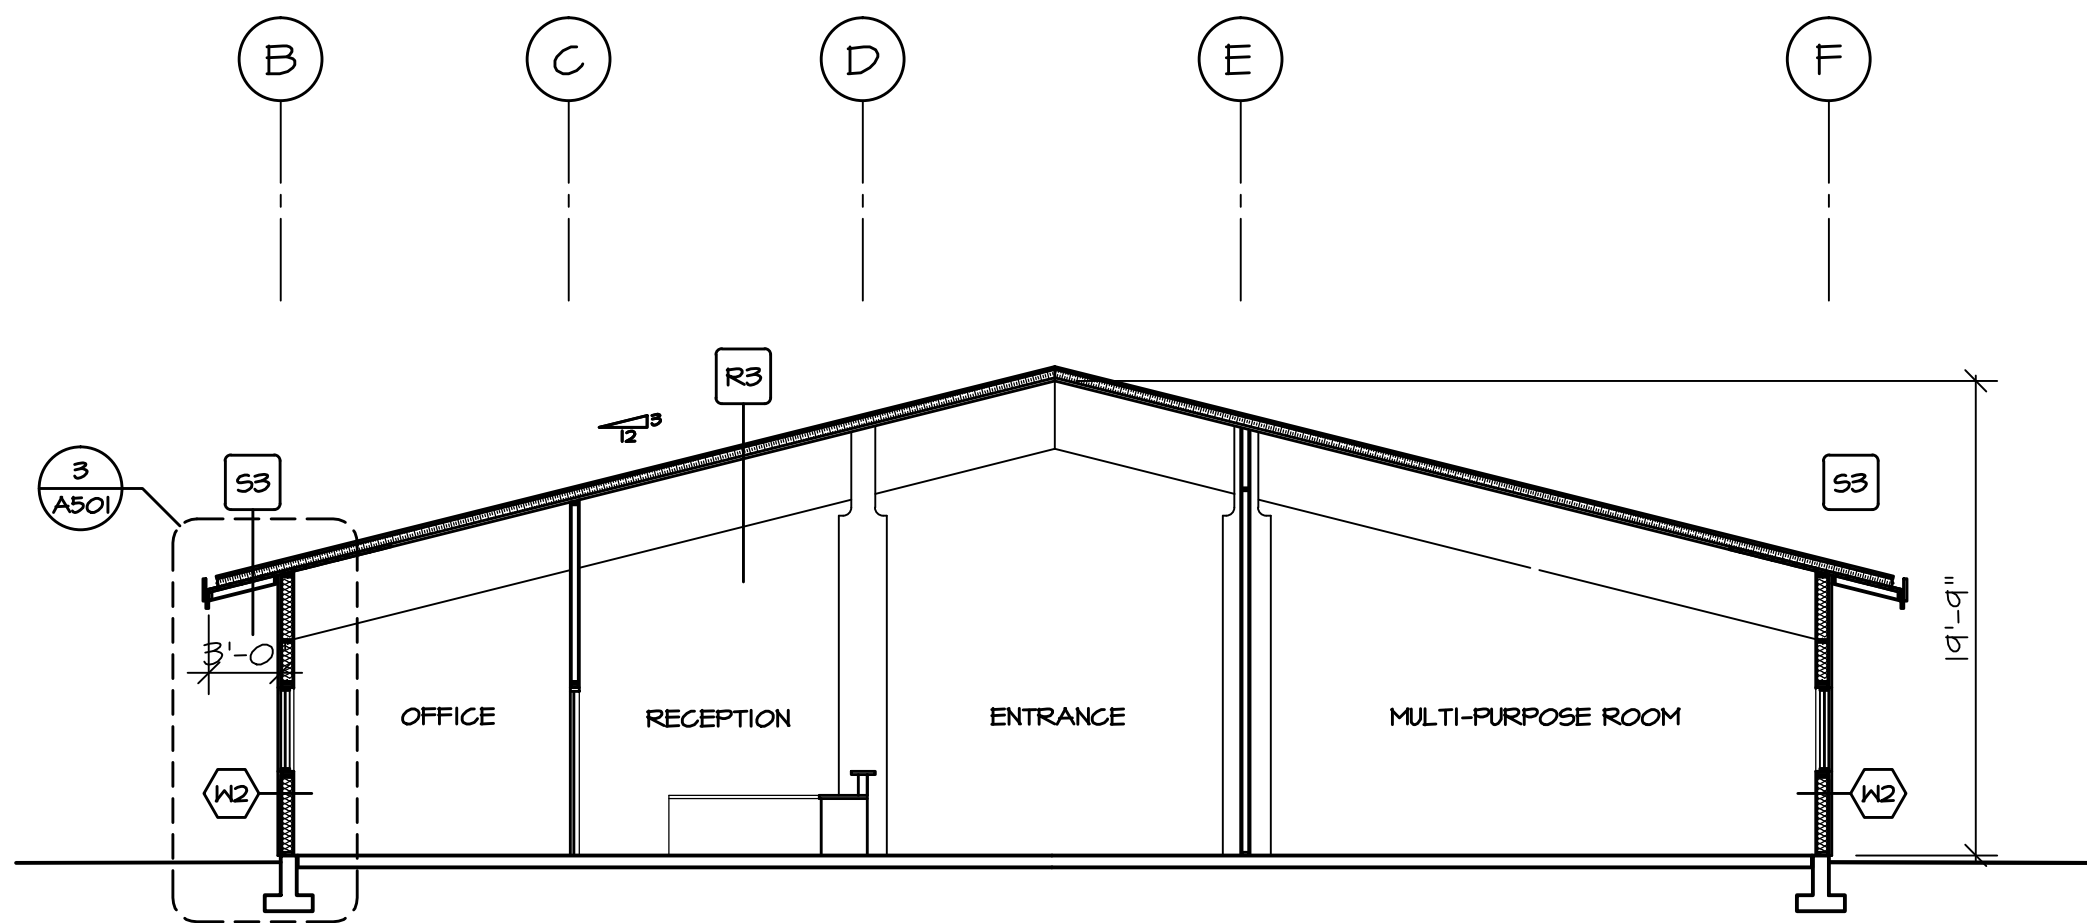 B C D E F
R3
3
12
3
A501
S3
S3
3'-0
19'-9"
OFFICE RECEPTION ENTRANCE MULTI-PURPOSE ROOM
W2
W2